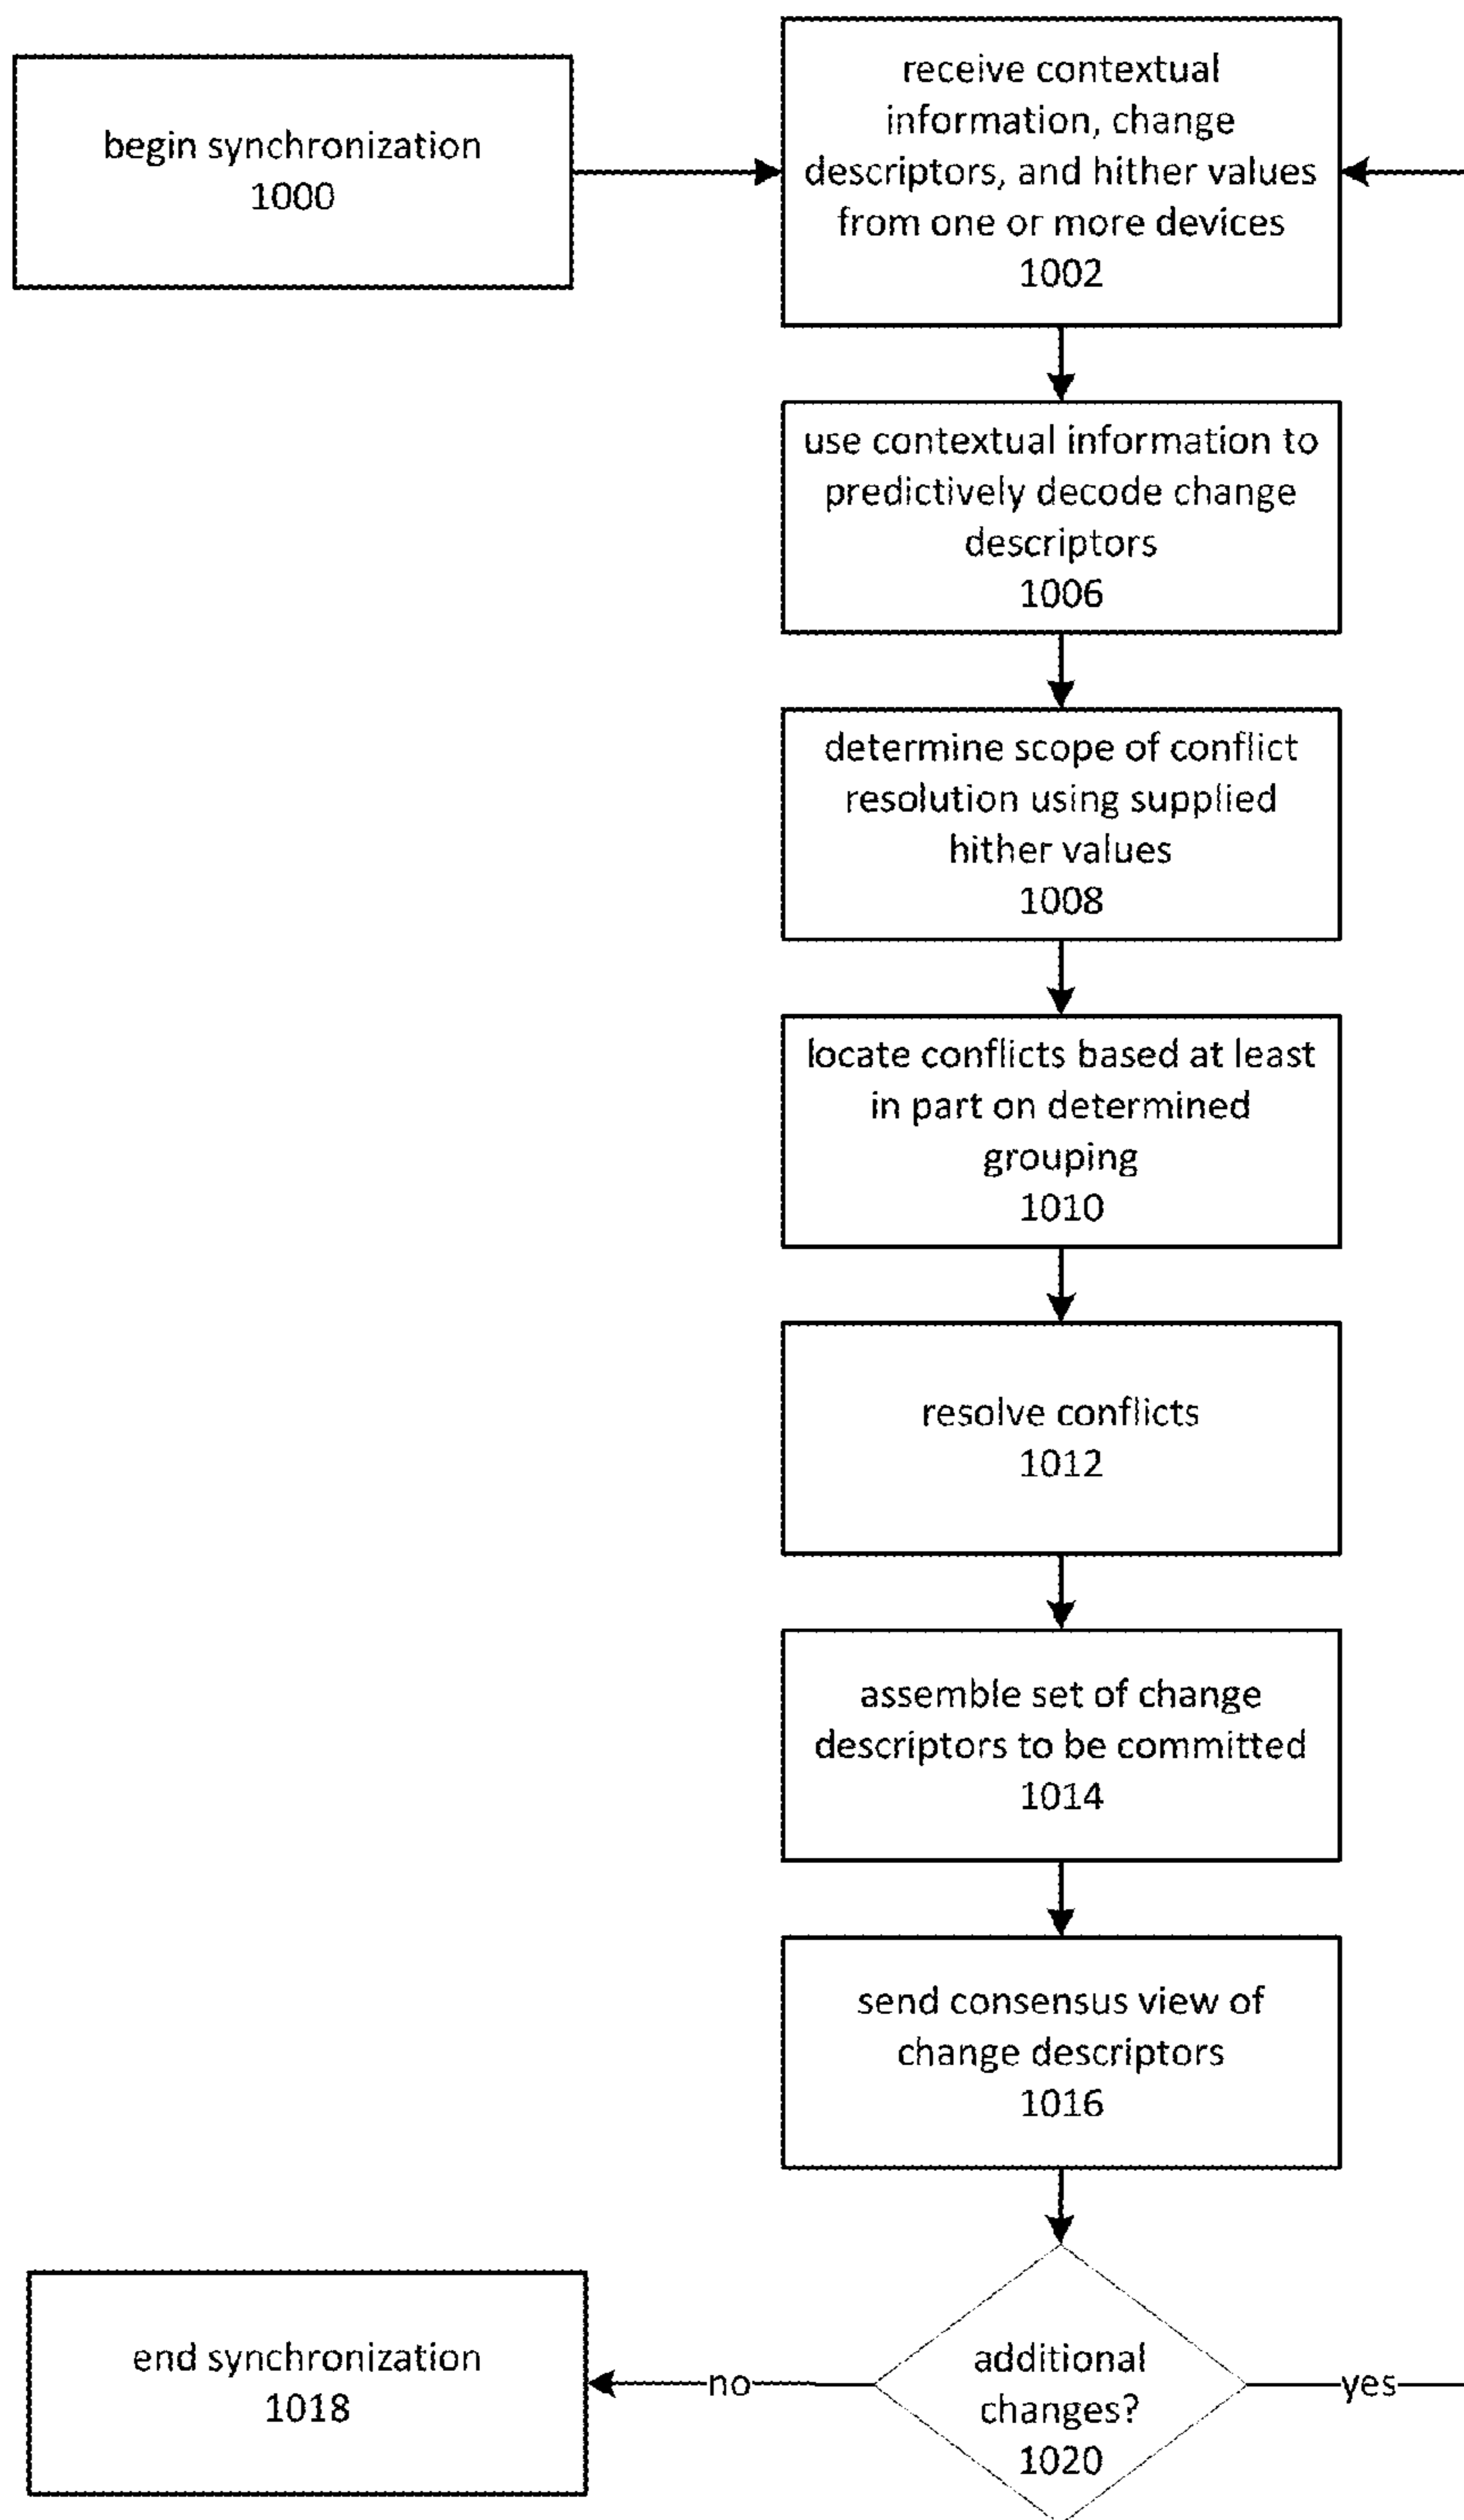 begin synchronization
1000
receive contextual
information, change
descriptors, and hither values
from one or more devices
1002
use contextual information to
predictively decode change
descriptors
1006
determine scope of conflict
resolution using supplied
hither values
1008
locate conflicts based at least
in part on determined
grouping
1010
resolve conflicts
1012
assemble set of change
descriptors to be committed
1014
send consensus view of
change descriptors
1016
end synchronization
1018
no
additional
changes?
1020
yes